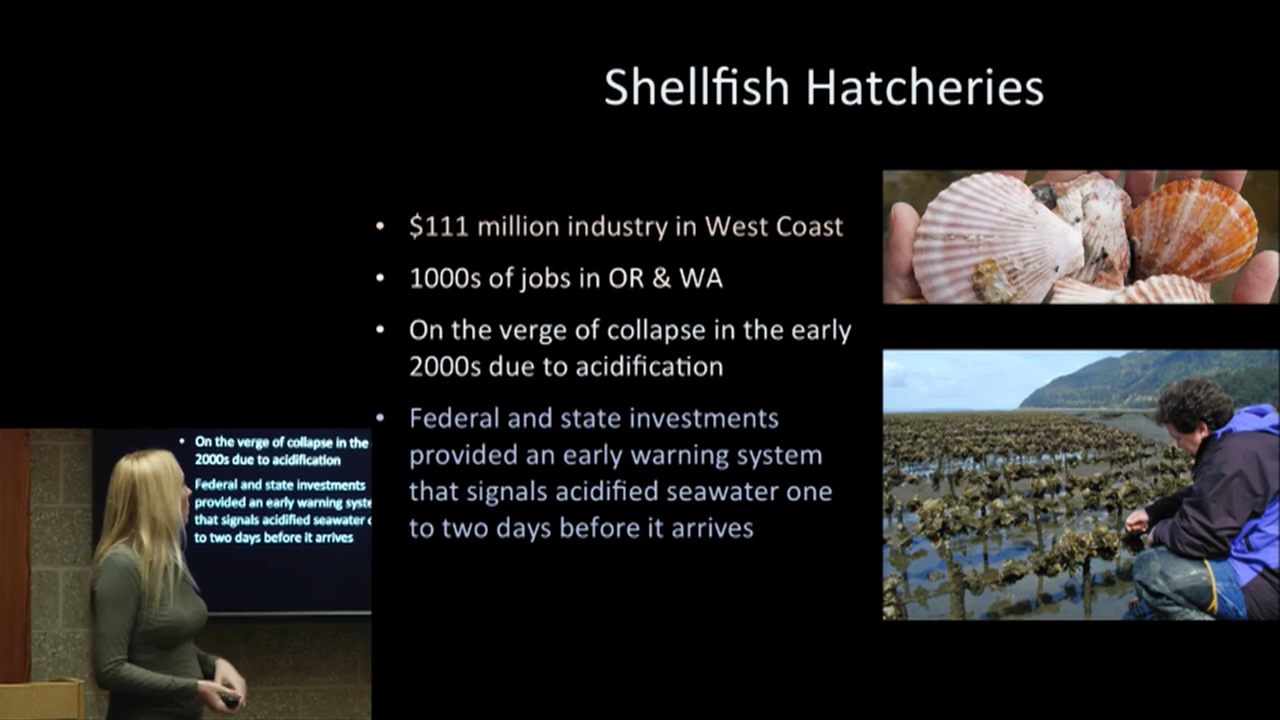 Shellfish Hatcheries
• $111 million industry in West Coast
• 1000s of jobs in OR & WA
• On the verge of collapse in the early
2000s due to acidification
• Federal and state investments
provided an early warning system
that signals acidified seawater one
to two days before it arrives
• On the verge of collapse in the
2000s due to acidification
Federal and state investments
provided an early warning syste
that signals acidified seawater
to two days before it arrives